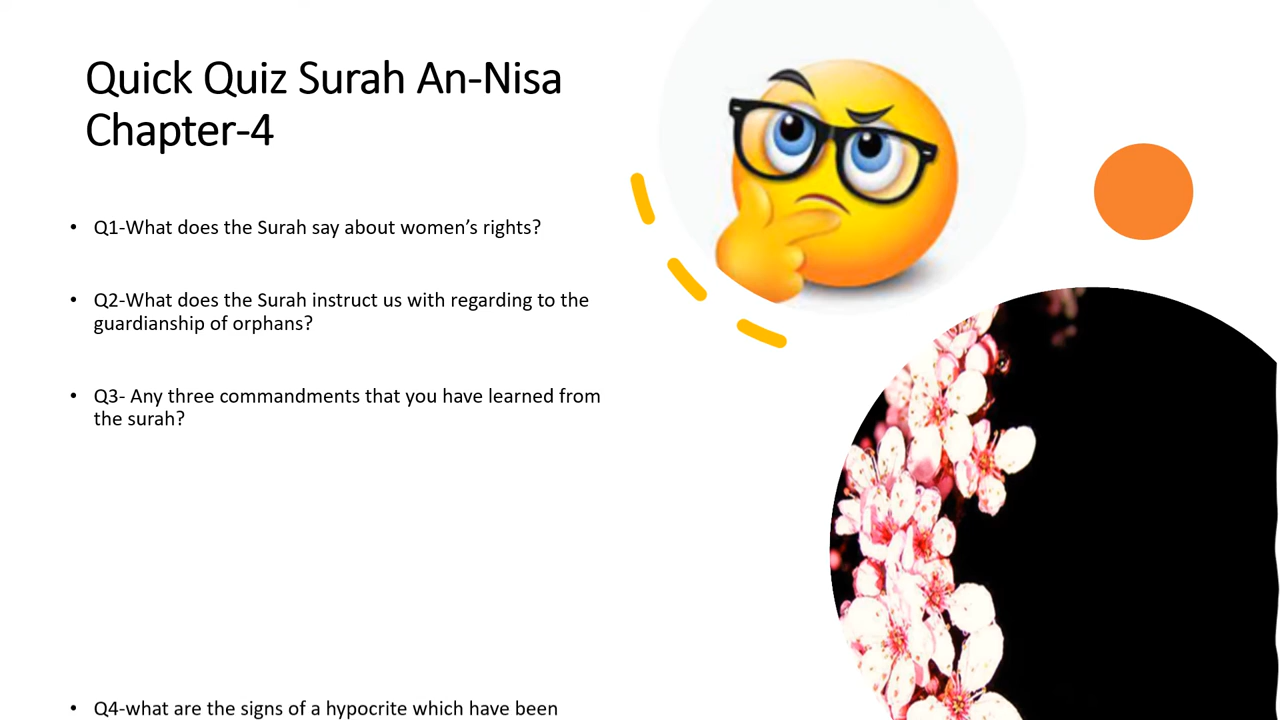 Quick Quiz Surah An-Nisa
Chapter-4
• Q1-What does the Surah say about women’s rights?
• Q2-What does the Surah instruct us with regarding to the
guardianship of orphans?
• Q3- Any three commandments that you have learned from
the surah?
• Q4-what are the signs of a hypocrite which have been